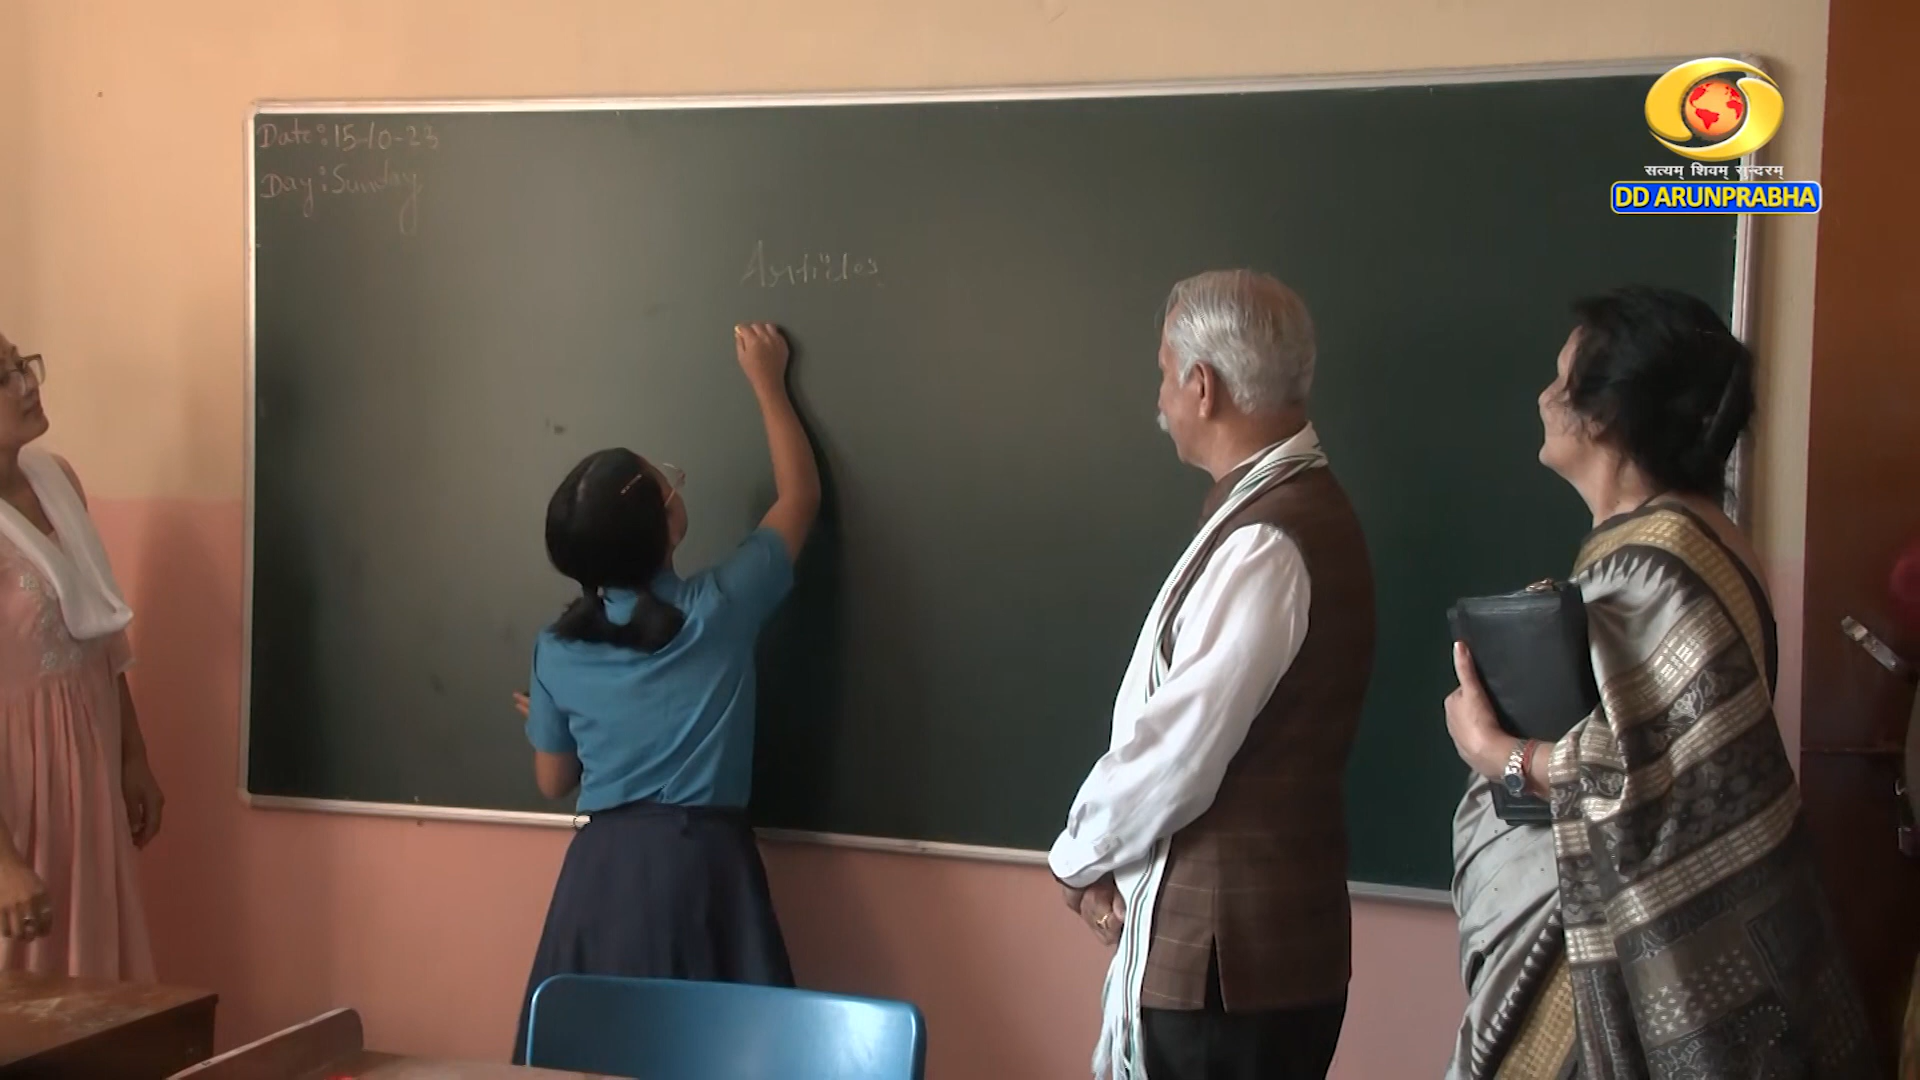 Date: 15-10-23
Day: Sunday
Articles
सत्यम् शिवम् सुन्दरम्
DD ARUNPRABHA